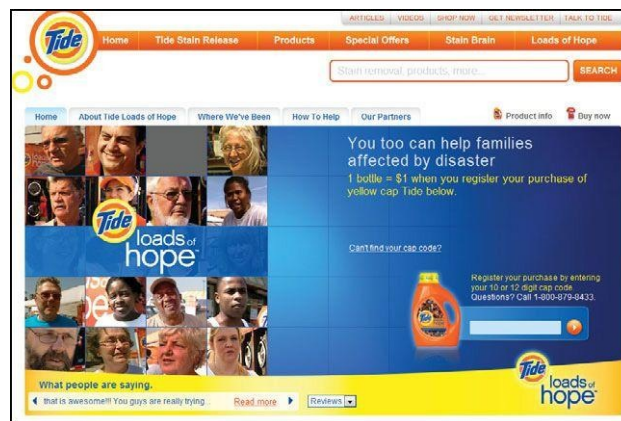 ARTICLES VIDEOS SHOP NOW GET NEWSLETTER TALK TO TIDE
Tide
Home Tide Stain Release Products Special Offers Stain Brain Loads of Hope
Stain removal, products, more...
SEARCH
Home About Tide Loads of Hope Where We've Been How To Help Our Partners
Product info Buy now
You too can help families
affected by disaster
1 bottle = $1 when you register your purchase of
yellow cap Tide below.
Tide
loads of
hope
Can't find your cap code?
Register your purchase by entering
your 10 or 12 digit cap code.
Questions? Call 1-800-879-8433.
Tide
What people are saying.
that is awesome!!! You guys are really trying... Read more Reviews
Tide
loads of
hope